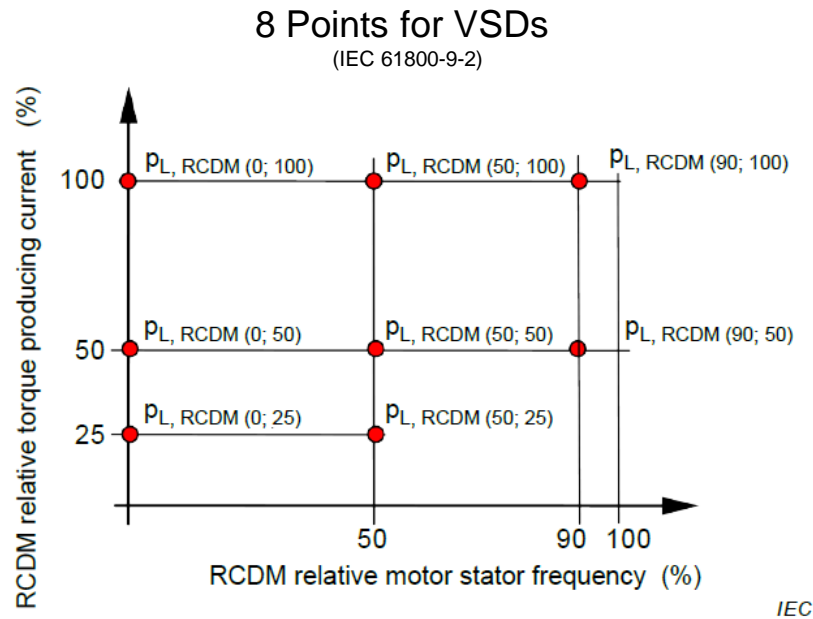 8 Points for VSDs
(IEC 61800-9-2)
RCDM relative torque producing current (%)
100
pL, RCDM (0; 100)
pL, RCDM (50; 100)
pL, RCDM (90; 100)
50
pL, RCDM (0; 50)
pL, RCDM (50; 50)
pL, RCDM (90; 50)
25
pL, RCDM (0; 25)
pL, RCDM (50; 25)
50
90
100
RCDM relative motor stator frequency (%)
IEC